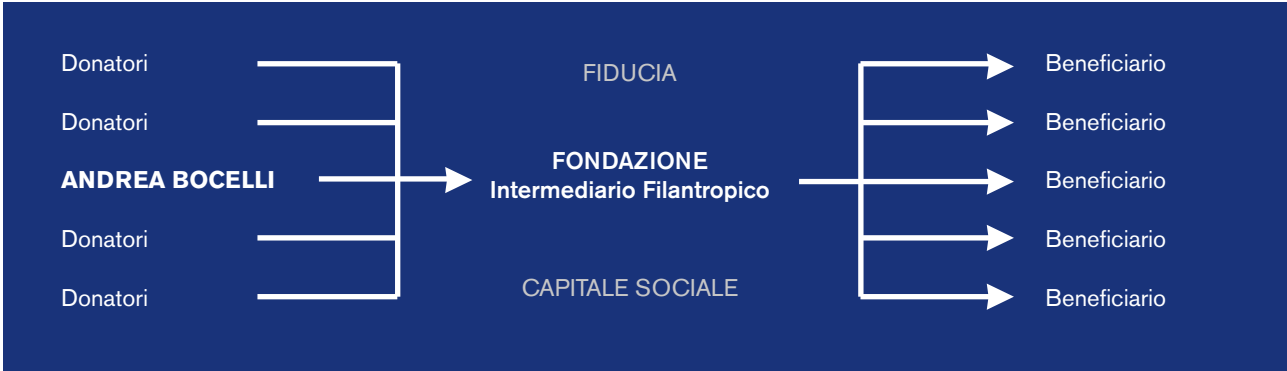 Donatori
Donatori
ANDREA BOCELLI
Donatori
Donatori
FIDUCIA
FONDAZIONE
Intermediario Filantropico
CAPITALE SOCIALE
Beneficiario
Beneficiario
Beneficiario
Beneficiario
Beneficiario